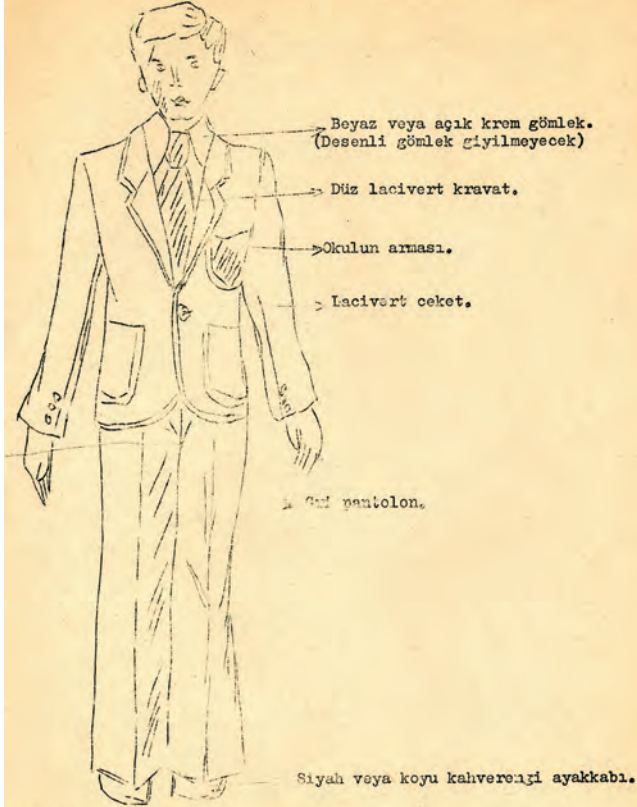 Beyaz veya açık krem gömlek.
(Desenli gömlek giyilmeyecek)
Düz lacivert kravat.
Okulun arması.
Lacivert ceket.
Gri pantolon.
Siyah veya koyu kahverengi ayakkabı.